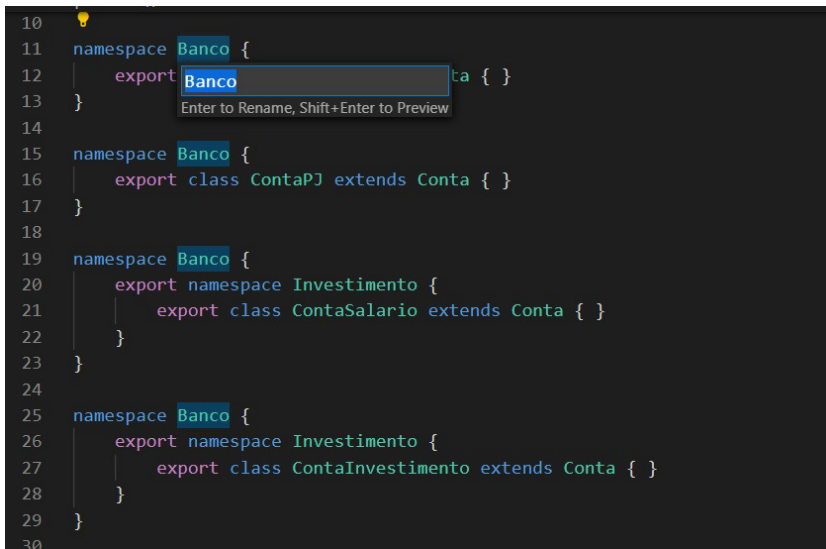 10
11 namespace Banco {
12 export Banco ta { }
Enter to Rename, Shift+Enter to Preview
13 }
14
15 namespace Banco {
16 export class ContaPJ extends Conta { }
17 }
18
19 namespace Banco {
20 export namespace Investimento {
21 export class ContaSalario extends Conta { }
22 }
23 }
24
25 namespace Banco {
26 export namespace Investimento {
27 export class ContaInvestimento extends Conta { }
28 }
29 }
30